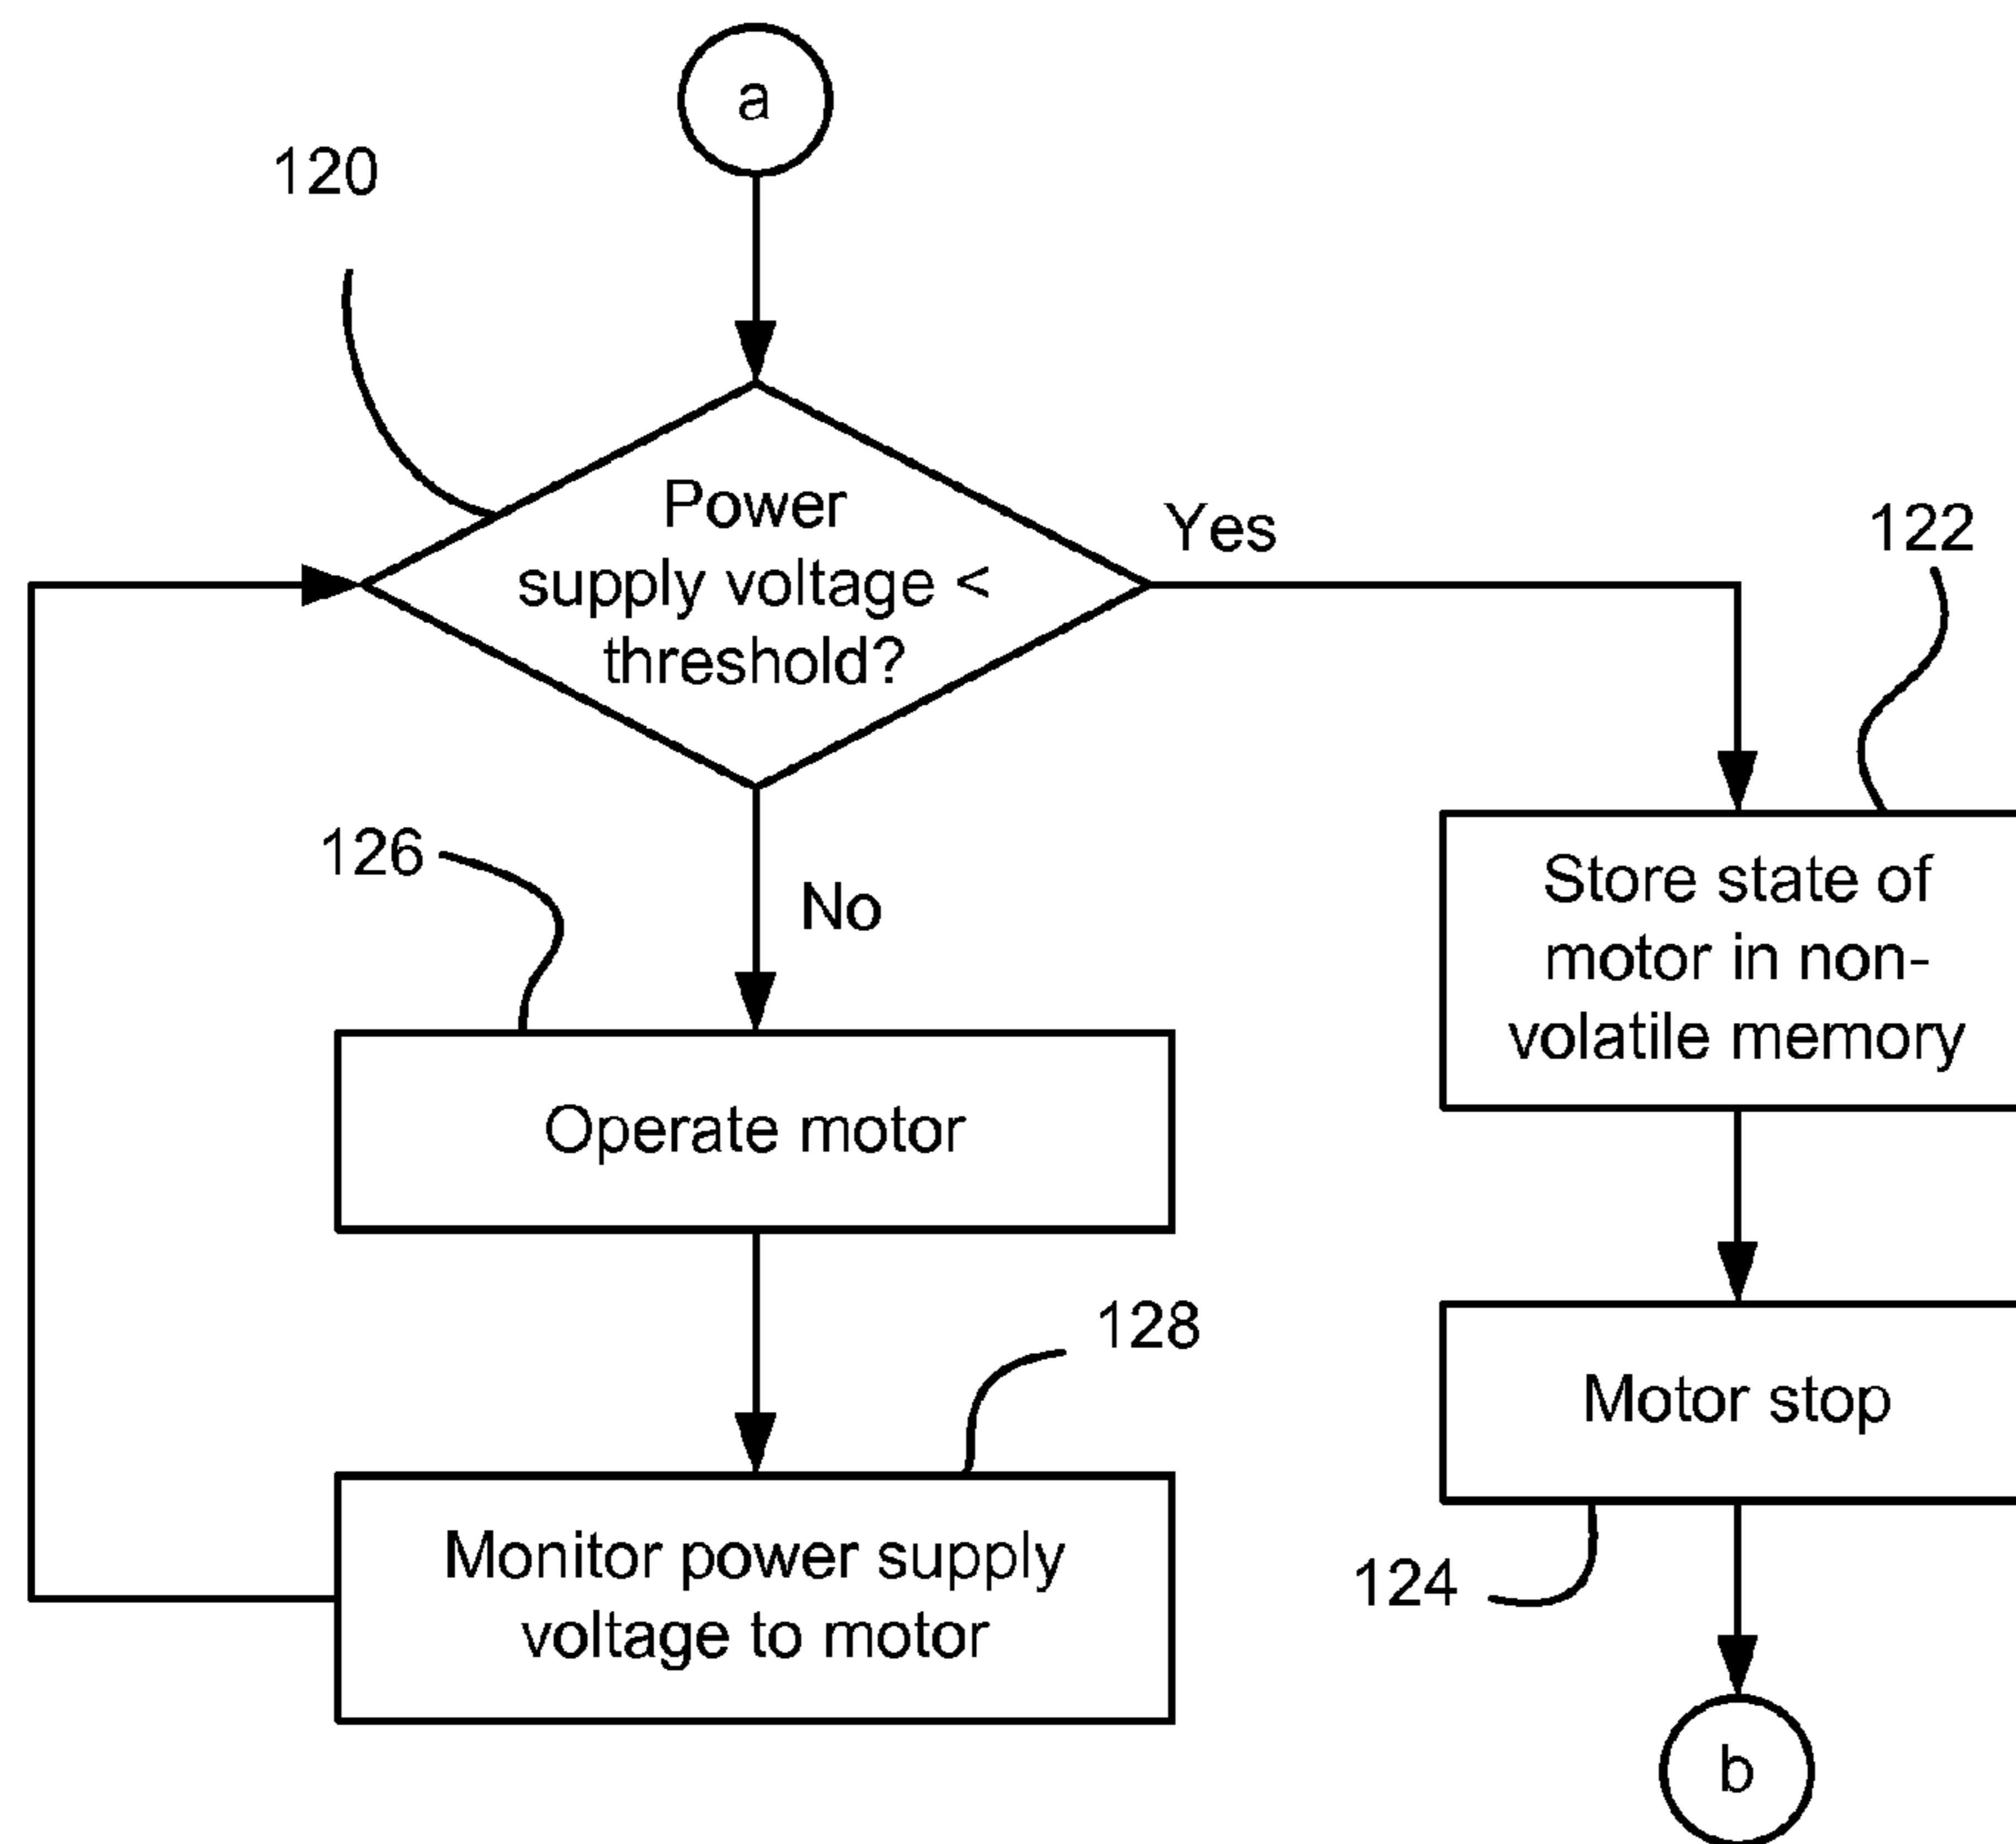 a
120
Power
supply voltage <
threshold?
Yes
122
126
No
Store state of
motor in non-
volatile memory
Operate motor
128
Motor stop
Monitor power supply
voltage to motor
124
b